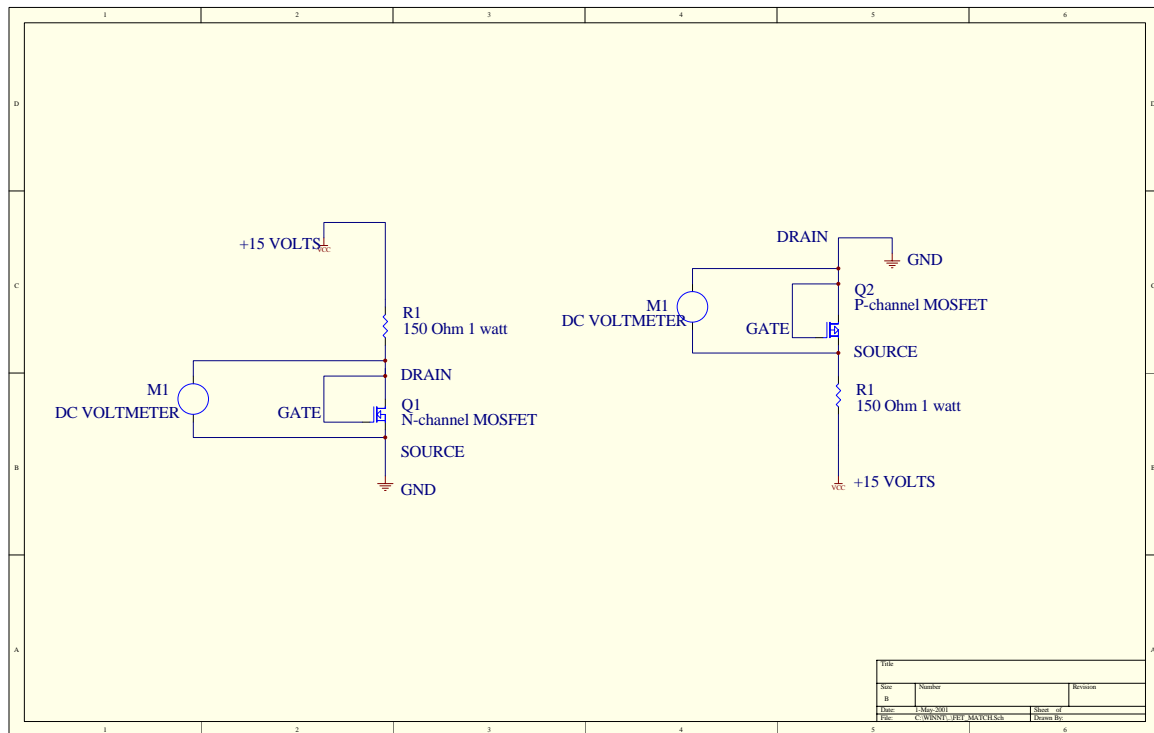 1 2 3 4 5 6
D D
C C
B B
A A
+15 VOLTS
VCC
R1
150 Ohm 1 watt
M1
DC VOLTMETER
DRAIN
GATE
Q1
N-channel MOSFET
SOURCE
GND
DRAIN
GND
M1
DC VOLTMETER
Q2
P-channel MOSFET
GATE
SOURCE
R1
150 Ohm 1 watt
VCC
+15 VOLTS
Title
Size Number Revision
B
Date: 1-May-2001 Sheet of
File: C:\WINNT\..\FET_MATCH.Sch Drawn By:
1 2 3 4 5 6